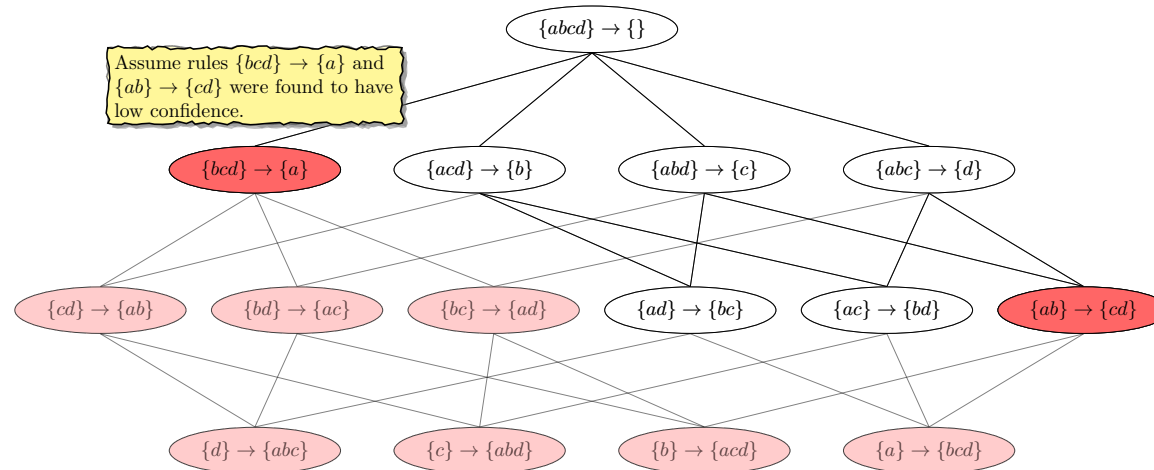 {abcd} → {}
Assume rules {bcd} → {a} and
{ab} → {cd} were found to have
low confidence.
{bcd} → {a}
{acd} → {b}
{abd} → {c}
{abc} → {d}
{cd} → {ab}
{bd} → {ac}
{bc} → {ad}
{ad} → {bc}
{ac} → {bd}
{ab} → {cd}
{d} → {abc}
{c} → {abd}
{b} → {acd}
{a} → {bcd}